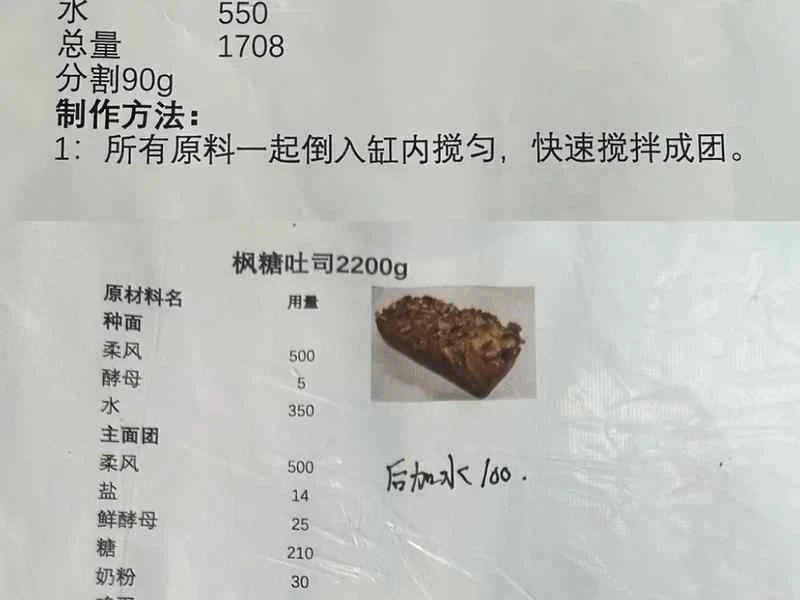 水 550
总量 1708
分割90g
制作方法：
1：所有原料一起倒入缸内搅匀，快速搅拌成团。
枫糖吐司2200g
原材料名 用量
种面
柔风 500
酵母 5
水 350
主面团
柔风 500
后加水100.
盐 14
鲜酵母 25
糖 210
奶粉 30